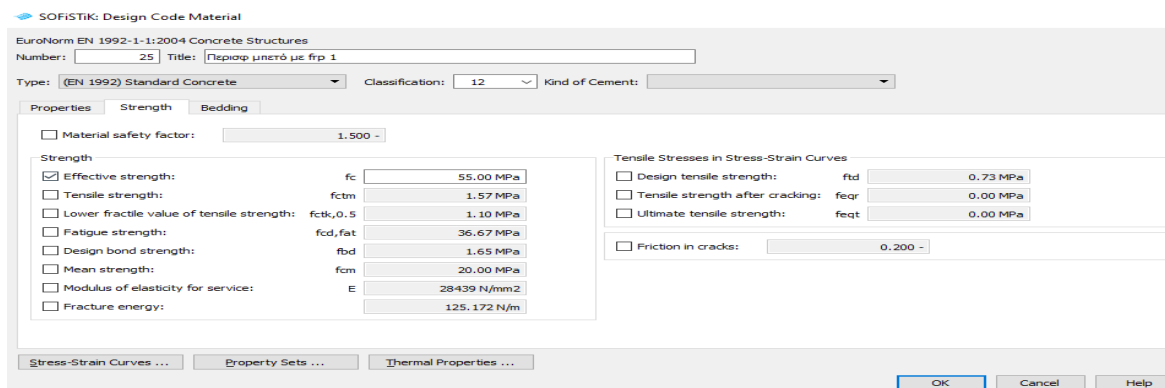 SOFiSTiK: Design Code Material
EuroNorm EN 1992-1-1:2004 Concrete Structures
Number: 25 Title: Περισφ μπετό με frp 1
Type: (EN 1992) Standard Concrete Classification: 12 Kind of Cement:
Properties Strength Bedding
Material safety factor: 1.500 -
Strength
Effective strength: fc 55.00 MPa
Tensile strength: fctm 1.57 MPa
Lower fractile value of tensile strength: fctk,0.5 1.10 MPa
Fatigue strength: fcd,fat 36.67 MPa
Design bond strength: fbd 1.65 MPa
Mean strength: fcm 20.00 MPa
Modulus of elasticity for service: E 28439 N/mm2
Fracture energy: 125.172 N/m
Tensile Stresses in Stress-Strain Curves
Design tensile strength: ftd 0.73 MPa
Tensile strength after cracking: feqr 0.00 MPa
Ultimate tensile strength: feqt 0.00 MPa
Friction in cracks: 0.200 -
Stress-Strain Curves ... Property Sets ... Thermal Properties ...
OK Cancel Help